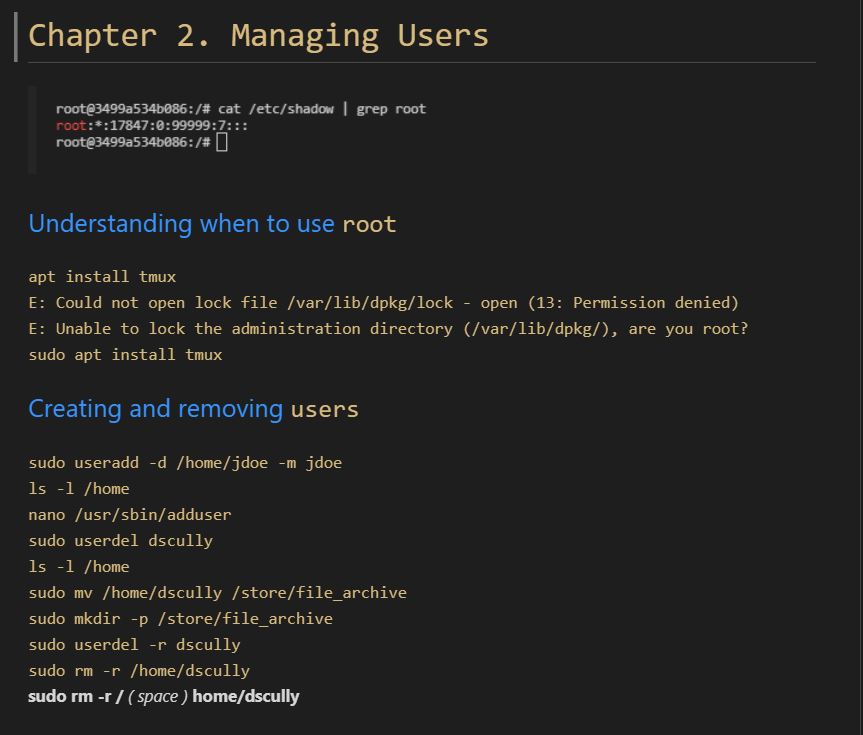 Chapter 2. Managing Users
root@3499a534b086:/# cat /etc/shadow | grep root
root:*:17847:0:99999:7:::
root@3499a534b086:/#
Understanding when to use root
apt install tmux
E: Could not open lock file /var/lib/dpkg/lock - open (13: Permission denied)
E: Unable to lock the administration directory (/var/lib/dpkg/), are you root?
sudo apt install tmux
Creating and removing users
sudo useradd -d /home/jdoe -m jdoe
ls -l /home
nano /usr/sbin/adduser
sudo userdel dscully
ls -l /home
sudo mv /home/dscully /store/file_archive
sudo mkdir -p /store/file_archive
sudo userdel -r dscully
sudo rm -r /home/dscully
sudo rm -r / ( space ) home/dscully